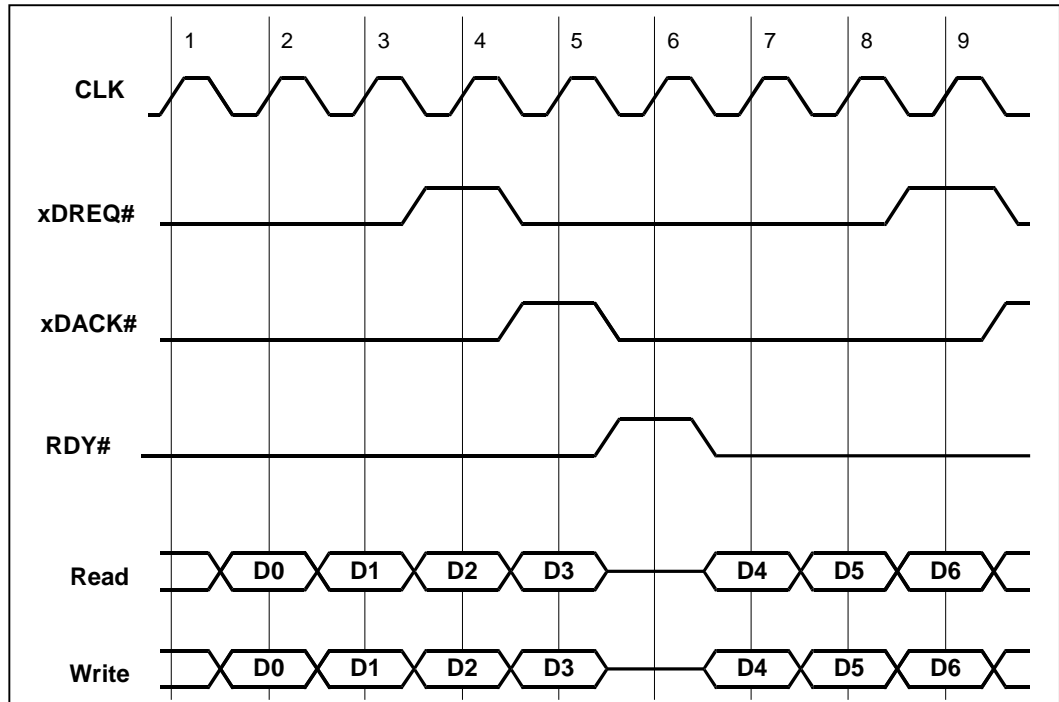 1 2 3 4 5 6 7 8 9
CLK
xDREQ#
xDACK#
RDY#
Read D0 D1 D2 D3 D4 D5 D6
Write D0 D1 D2 D3 D4 D5 D6